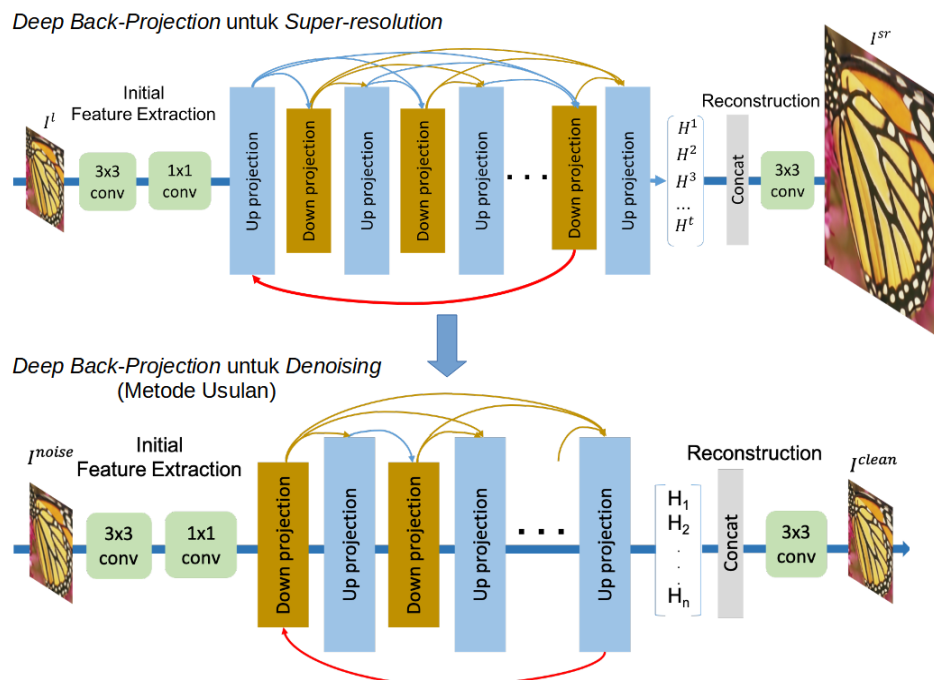 Deep Back-Projection untuk Super-resolution
I^l
Initial
Feature Extraction
3x3
conv
1x1
conv
Up projection
Down projection
Up projection
Down projection
Up projection
. . .
Down projection
Up projection
H^1
H^2
H^3
...
H^t
Reconstruction
Concat
3x3
conv
I^sr
Deep Back-Projection untuk Denoising
(Metode Usulan)
I^noise
Initial
Feature Extraction
3x3
conv
1x1
conv
Down projection
Up projection
Down projection
Up projection
. . .
Up projection
H_1
H_2
.
.
H_n
Reconstruction
Concat
3x3
conv
I^clean